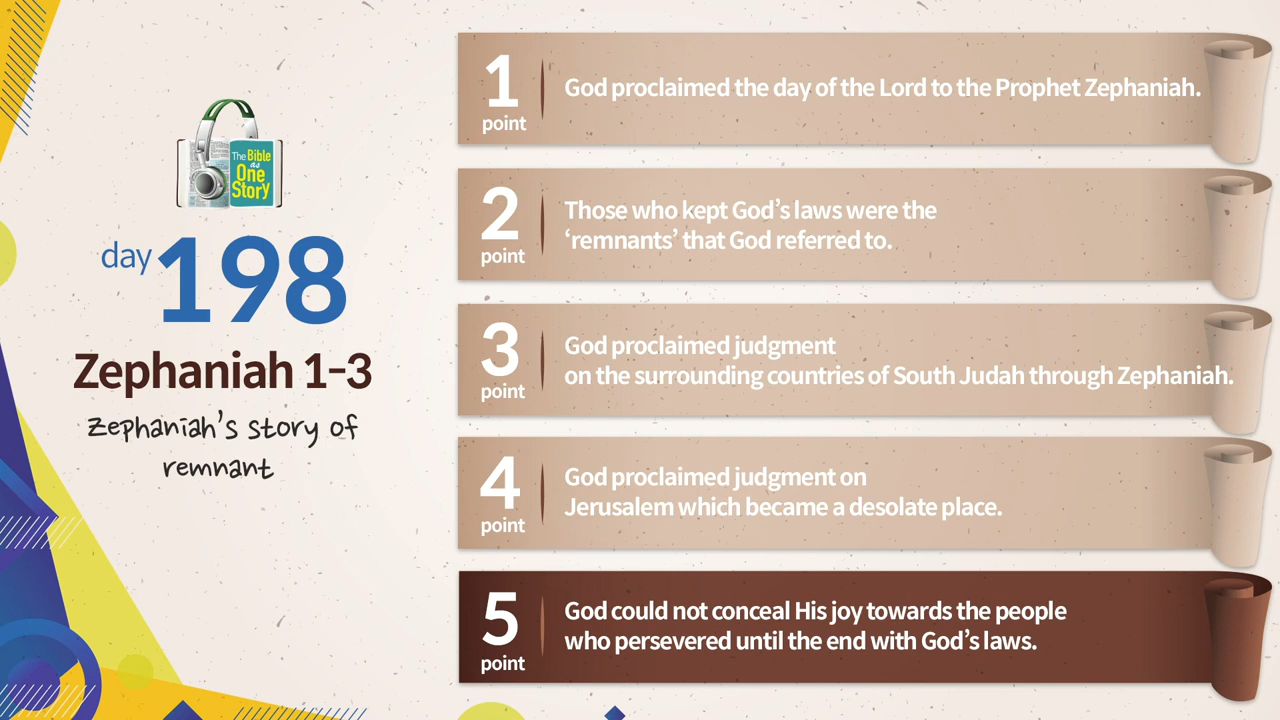 The Bible
as
One
Story
day 198
Zephaniah 1-3
Zephaniah's story of
remnant
1
point
God proclaimed the day of the Lord to the Prophet Zephaniah.
2
point
Those who kept God's laws were the
‘remnants’ that God referred to.
3
point
God proclaimed judgment
on the surrounding countries of South Judah through Zephaniah.
4
point
God proclaimed judgment on
Jerusalem which became a desolate place.
5
point
God could not conceal His joy towards the people
who persevered until the end with God's laws.